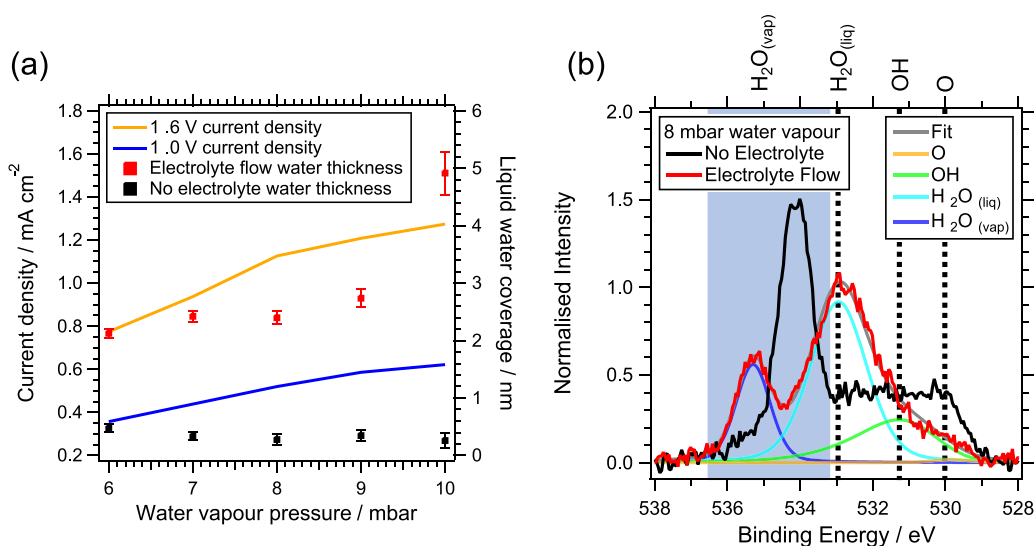 (a)
1.8
1.6
1.4
1.2
1.0
0.8
0.6
0.4
0.2
Current density / mA cm⁻²
6
5
4
3
2
1
0
Liquid water coverage / nm
1 .6 V current density
1 .0 V current density
Electrolyte flow water thickness
No electrolyte water thickness
6 7 8 9 10
Water vapour pressure / mbar
(b)
H₂O(vap)
H₂O(liq)
OH
O
2.0
1.5
1.0
0.5
0.0
Normalised Intensity
8 mbar water vapour
No Electrolyte
Electrolyte Flow
Fit
O
OH
H ₂O (liq)
H ₂O (vap)
538 536 534 532 530 528
Binding Energy / eV